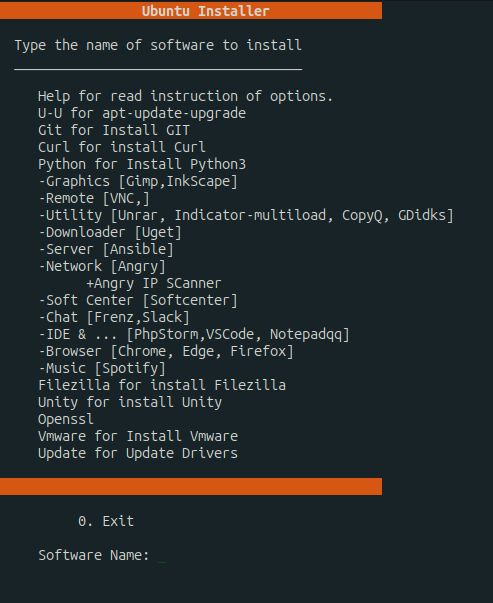 Ubuntu Installer
Type the name of software to install
Help for read instruction of options.
U-U for apt-update-upgrade
Git for Install GIT
Curl for install Curl
Python for Install Python3
-Graphics [Gimp,InkScape]
-Remote [VNC,]
-Utility [Unrar, Indicator-multiload, CopyQ, GDidks]
-Downloader [Uget]
-Server [Ansible]
-Network [Angry]
+Angry IP SCanner
-Soft Center [Softcenter]
-Chat [Frenz,Slack]
-IDE & ... [PhpStorm,VSCode, Notepadqq]
-Browser [Chrome, Edge, Firefox]
-Music [Spotify]
Filezilla for install Filezilla
Unity for install Unity
Openssl
Vmware for Install Vmware
Update for Update Drivers
0. Exit
Software Name: _